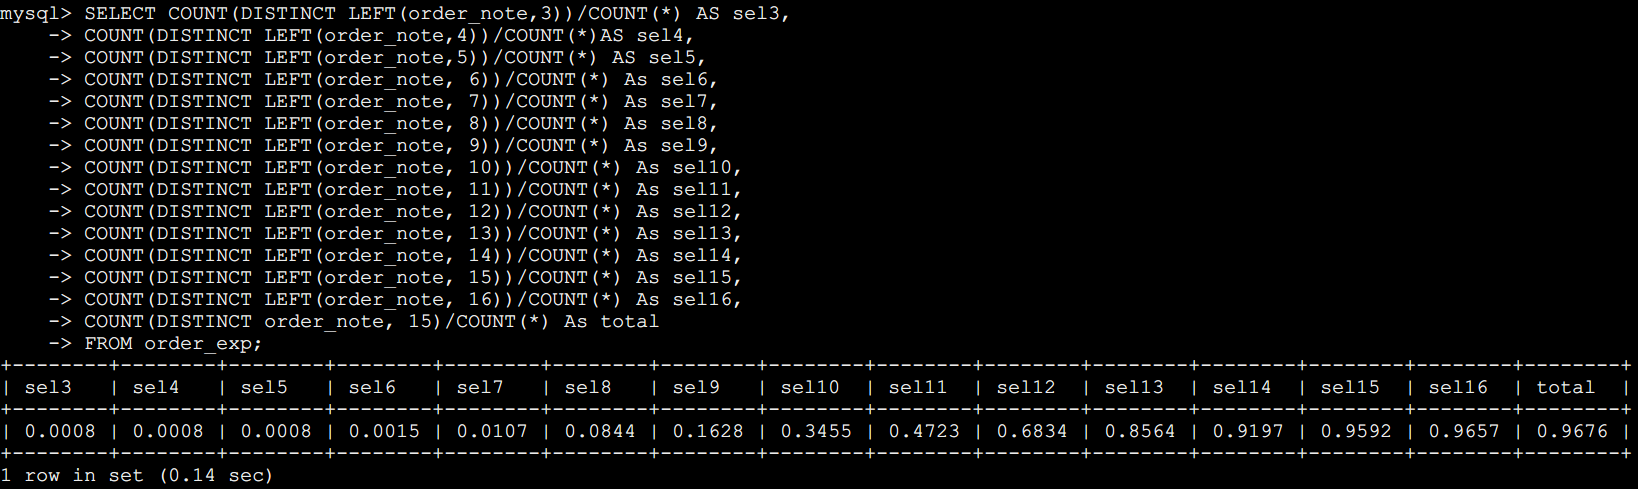 mysql> SELECT COUNT(DISTINCT LEFT(order_note,3))/COUNT(*) AS sel3,
    -> COUNT(DISTINCT LEFT(order_note,4))/COUNT(*)AS sel4,
    -> COUNT(DISTINCT LEFT(order_note,5))/COUNT(*) AS sel5,
    -> COUNT(DISTINCT LEFT(order_note, 6))/COUNT(*) As sel6,
    -> COUNT(DISTINCT LEFT(order_note, 7))/COUNT(*) As sel7,
    -> COUNT(DISTINCT LEFT(order_note, 8))/COUNT(*) As sel8,
    -> COUNT(DISTINCT LEFT(order_note, 9))/COUNT(*) As sel9,
    -> COUNT(DISTINCT LEFT(order_note, 10))/COUNT(*) As sel10,
    -> COUNT(DISTINCT LEFT(order_note, 11))/COUNT(*) As sel11,
    -> COUNT(DISTINCT LEFT(order_note, 12))/COUNT(*) As sel12,
    -> COUNT(DISTINCT LEFT(order_note, 13))/COUNT(*) As sel13,
    -> COUNT(DISTINCT LEFT(order_note, 14))/COUNT(*) As sel14,
    -> COUNT(DISTINCT LEFT(order_note, 15))/COUNT(*) As sel15,
    -> COUNT(DISTINCT LEFT(order_note, 16))/COUNT(*) As sel16,
    -> COUNT(DISTINCT order_note, 15)/COUNT(*) As total
    -> FROM order_exp;
+--------+--------+--------+--------+--------+--------+--------+--------+--------+--------+--------+--------+--------+--------+--------+
| sel3   | sel4   | sel5   | sel6   | sel7   | sel8   | sel9   | sel10  | sel11  | sel12  | sel13  | sel14  | sel15  | sel16  | total  |
+--------+--------+--------+--------+--------+--------+--------+--------+--------+--------+--------+--------+--------+--------+--------+
| 0.0008 | 0.0008 | 0.0008 | 0.0015 | 0.0107 | 0.0844 | 0.1628 | 0.3455 | 0.4723 | 0.6834 | 0.8564 | 0.9197 | 0.9592 | 0.9657 | 0.9676 |
+--------+--------+--------+--------+--------+--------+--------+--------+--------+--------+--------+--------+--------+--------+--------+
1 row in set (0.14 sec)